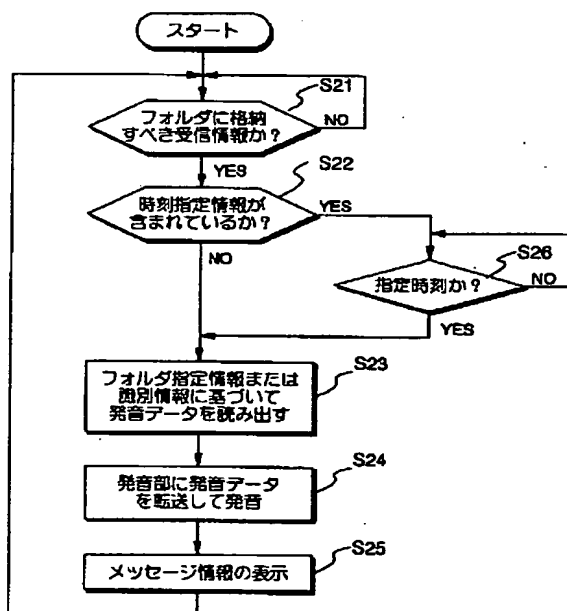 スタート
S21
フォルダに格納
すべき受信情報か?
NO
YES
S22
時刻指定情報が
含まれているか?
YES
NO
S26
指定時刻か?
NO
YES
S23
フォルダ指定情報または
識別情報に基づいて
発音データを読み出す
S24
発音部に発音データ
を転送して発音
S25
メッセージ情報の表示